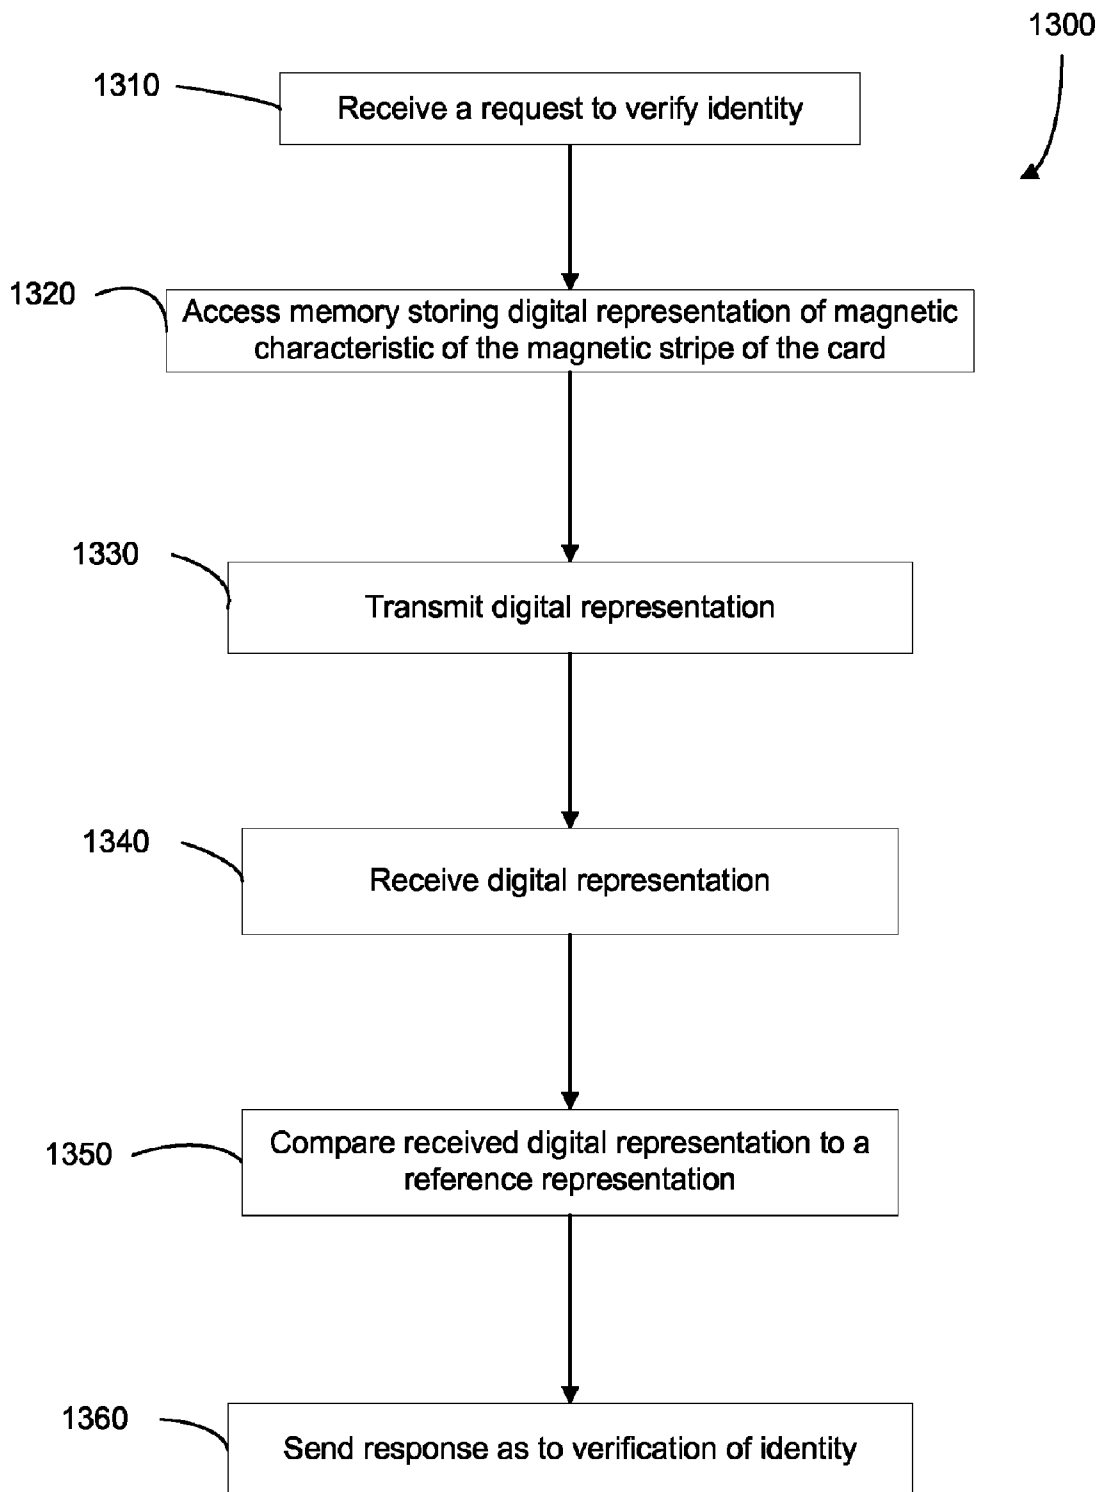 1300
1310
Receive a request to verify identity
1320
Access memory storing digital representation of magnetic
characteristic of the magnetic stripe of the card
1330
Transmit digital representation
1340
Receive digital representation
1350
Compare received digital representation to a
reference representation
1360
Send response as to verification of identity